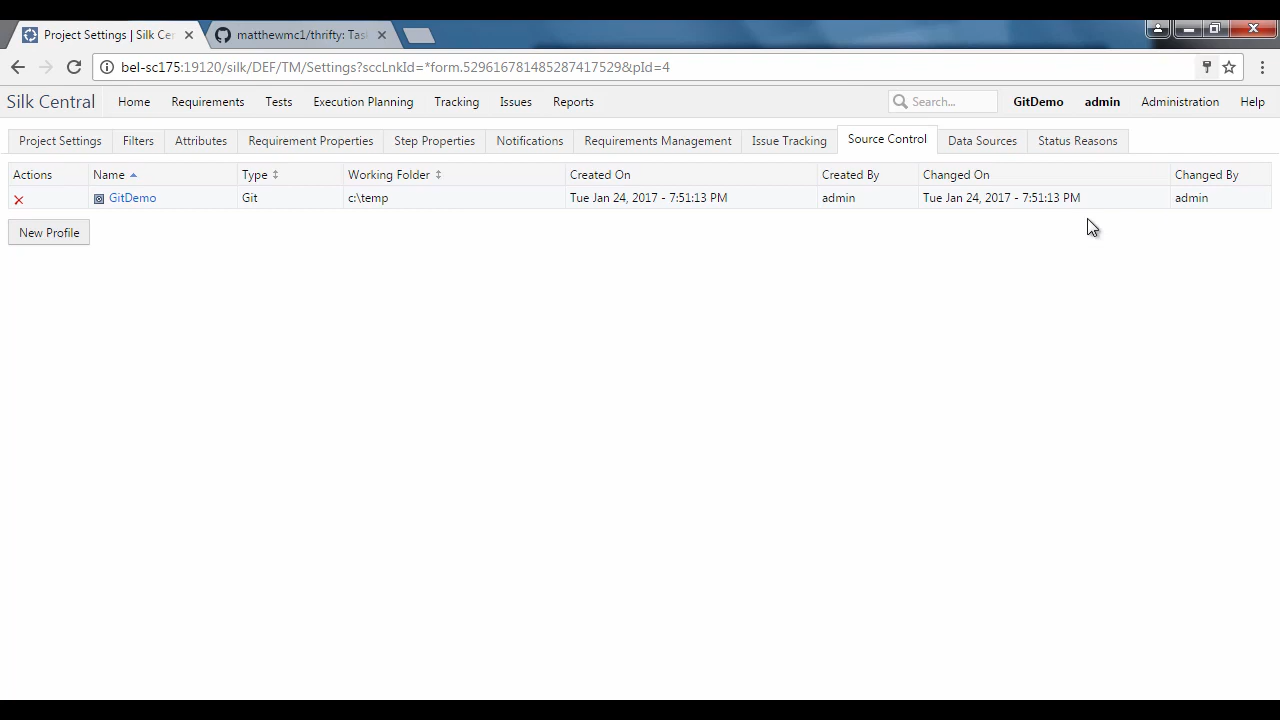 Project Settings | Silk Cer
matthewmc1/thrifty: Tas
bel-sc175:19120/silk/DEF/TM/Settings?sccLnkId=*form.529616781485287417529&pId=4
Silk Central Home Requirements Tests Execution Planning Tracking Issues Reports Search... GitDemo admin Administration Help
Project Settings Filters Attributes Requirement Properties Step Properties Notifications Requirements Management Issue Tracking Source Control Data Sources Status Reasons
Actions Name Type Working Folder Created On Created By Changed On Changed By
GitDemo Git c:\temp Tue Jan 24, 2017 - 7:51:13 PM admin Tue Jan 24, 2017 - 7:51:13 PM admin
New Profile